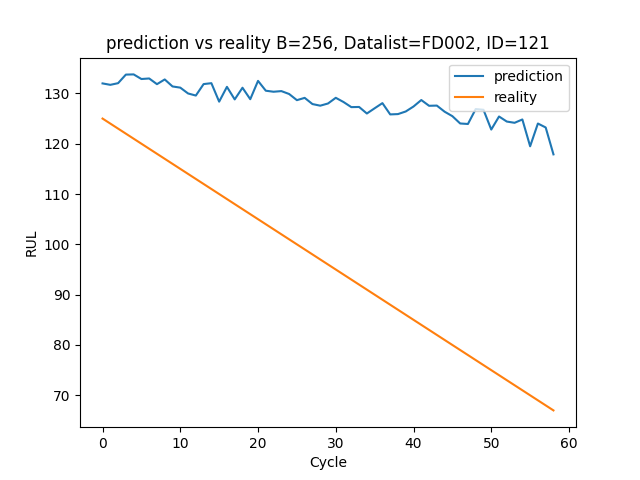 prediction vs reality B=256, Datalist=FD002, ID=121
prediction
reality
130
120
110
100
90
80
70
RUL
0 10 20 30 40 50 60
Cycle